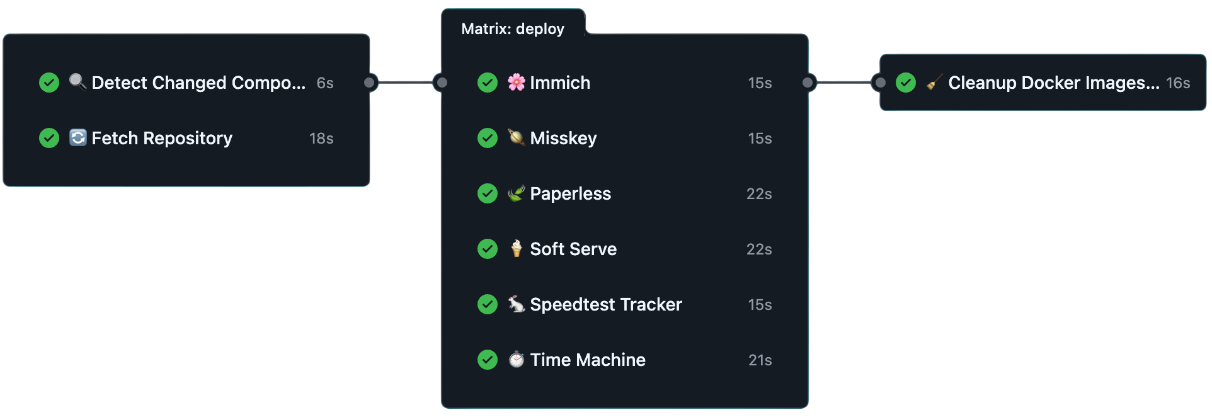 Detect Changed Compo... 6s
Fetch Repository 18s
Matrix: deploy
Immich 15s
Misskey 15s
Paperless 22s
Soft Serve 22s
Speedtest Tracker 15s
Time Machine 21s
Cleanup Docker Images... 16s